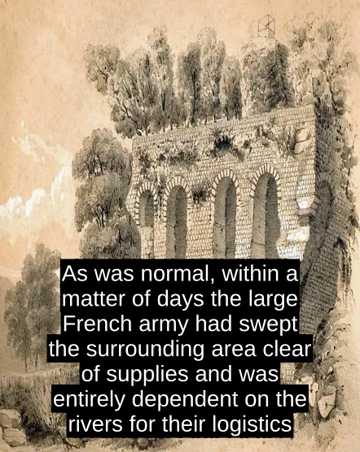 As was normal, within a
matter of days the large
French army had swept
the surrounding area clear
of supplies and was
entirely dependent on the
rivers for their logistics